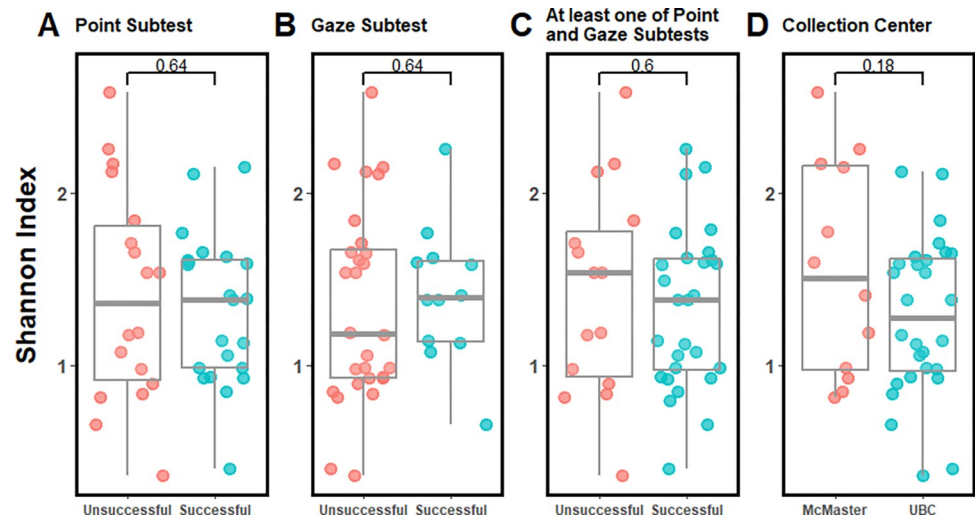 A Point Subtest
B Gaze Subtest
C At least one of Point
and Gaze Subtests
D Collection Center
0.64
0.64
0.6
0.18
Shannon Index
2
1
2
1
2
1
2
1
Unsuccessful Successful
Unsuccessful Successful
Unsuccessful Successful
McMaster UBC